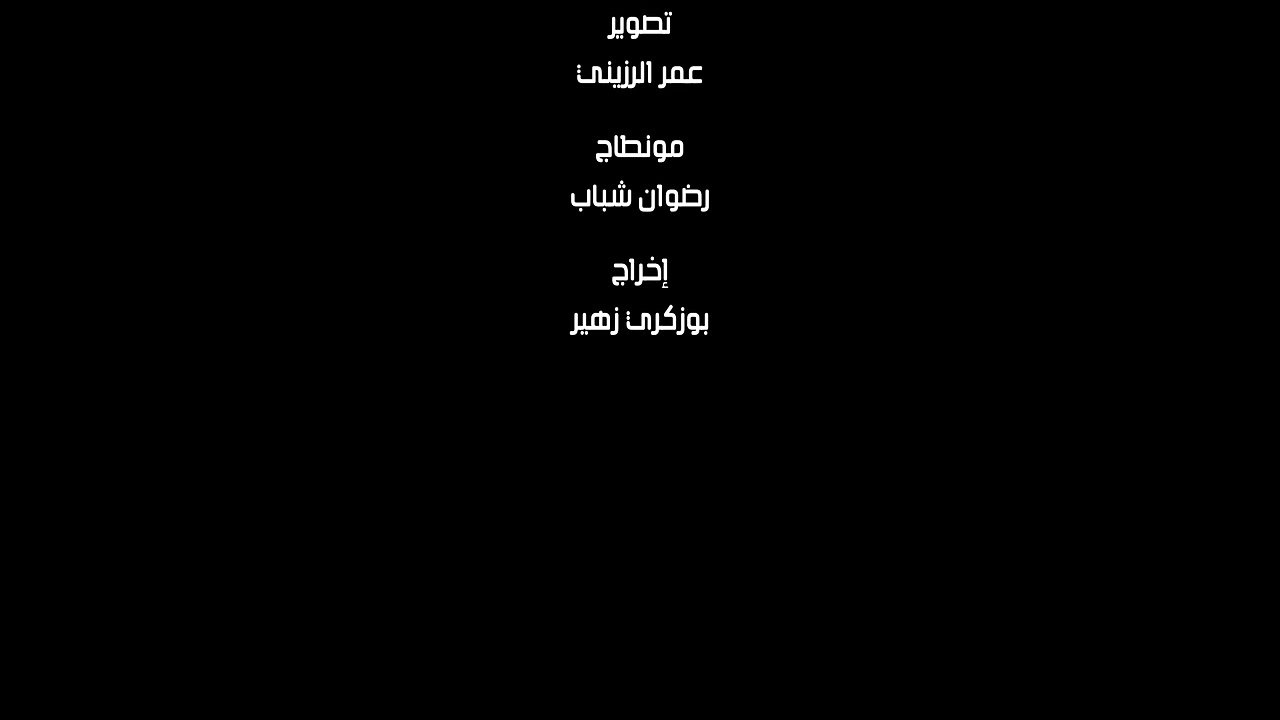 تصوير
عمر الرزيني
مونطاج
رضوان شباب
إخراج
بوزكري زهير